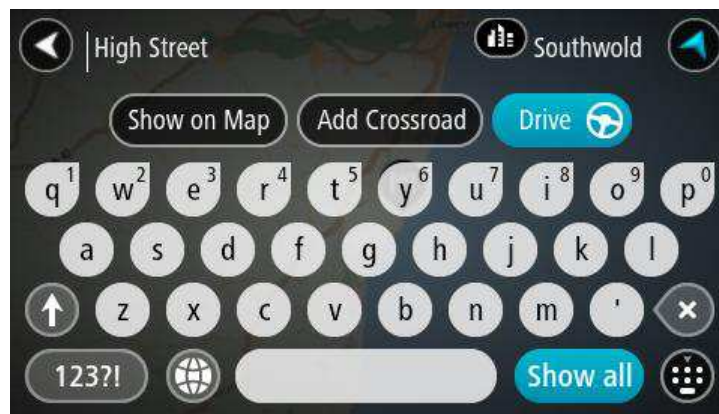 High Street Southwold
Show on Map Add Crossroad Drive
q1 w2 e3 r4 t5 y6 u7 i8 o9 p0
a s d f g h j k l
z x c v b n m '
123?! Show all